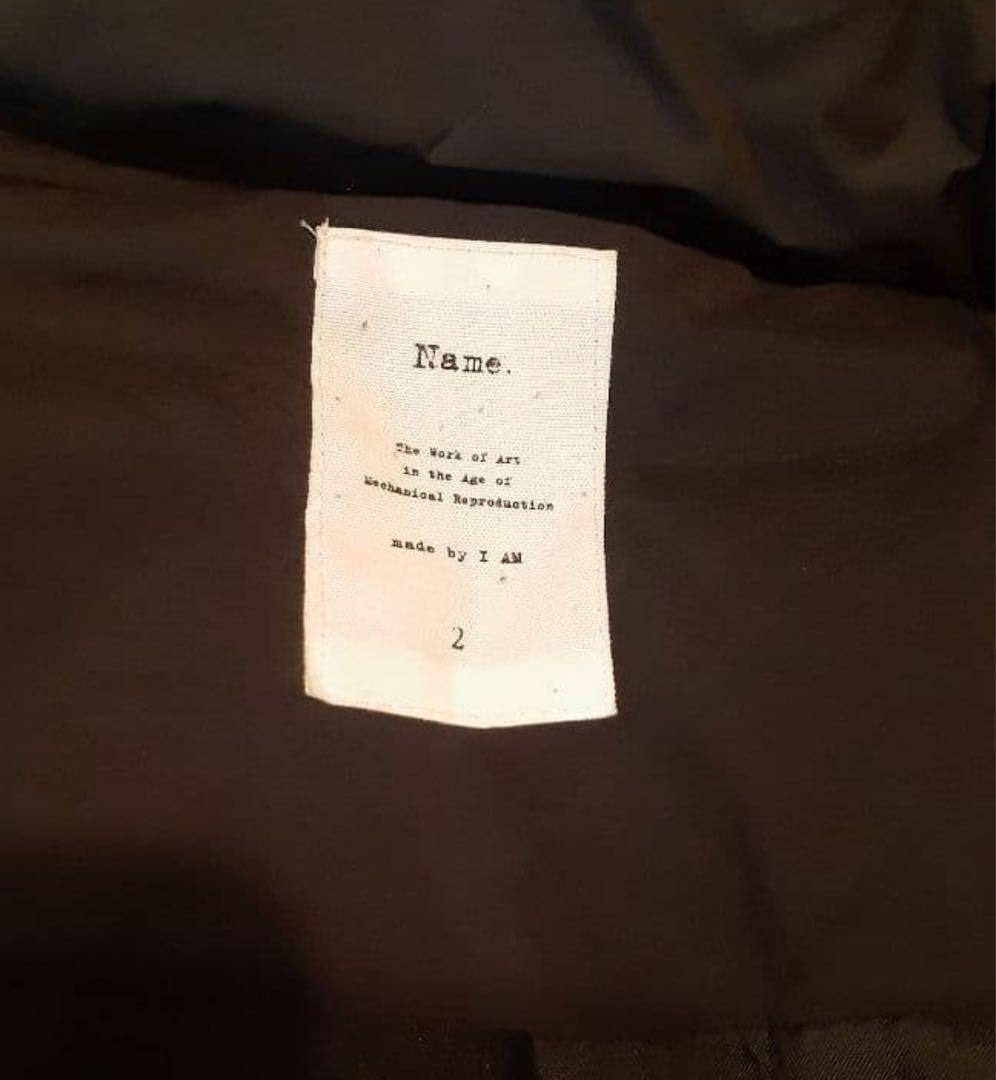 Name.
The Work of Art
in the Age of
Mechanical Reproduction
made by I AM
2